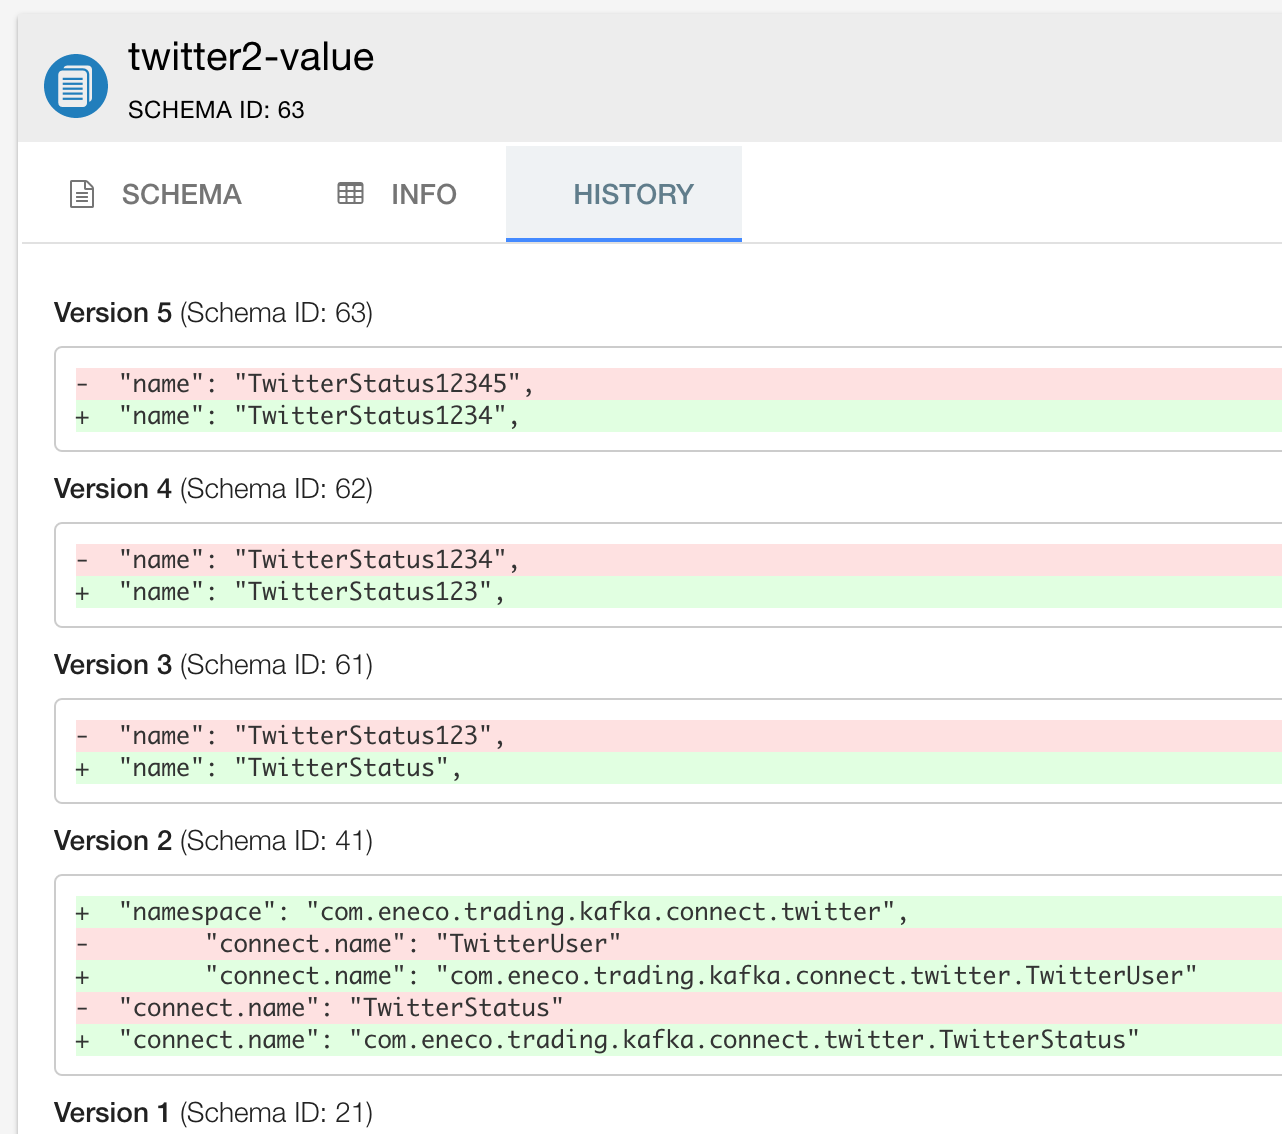 twitter2-value
SCHEMA ID: 63
SCHEMA INFO HISTORY
Version 5 (Schema ID: 63)
-  "name": "TwitterStatus12345",
+  "name": "TwitterStatus1234",
Version 4 (Schema ID: 62)
-  "name": "TwitterStatus1234",
+  "name": "TwitterStatus123",
Version 3 (Schema ID: 61)
-  "name": "TwitterStatus123",
+  "name": "TwitterStatus",
Version 2 (Schema ID: 41)
+  "namespace": "com.eneco.trading.kafka.connect.twitter",
-        "connect.name": "TwitterUser"
+        "connect.name": "com.eneco.trading.kafka.connect.twitter.TwitterUser"
-  "connect.name": "TwitterStatus"
+  "connect.name": "com.eneco.trading.kafka.connect.twitter.TwitterStatus"
Version 1 (Schema ID: 21)